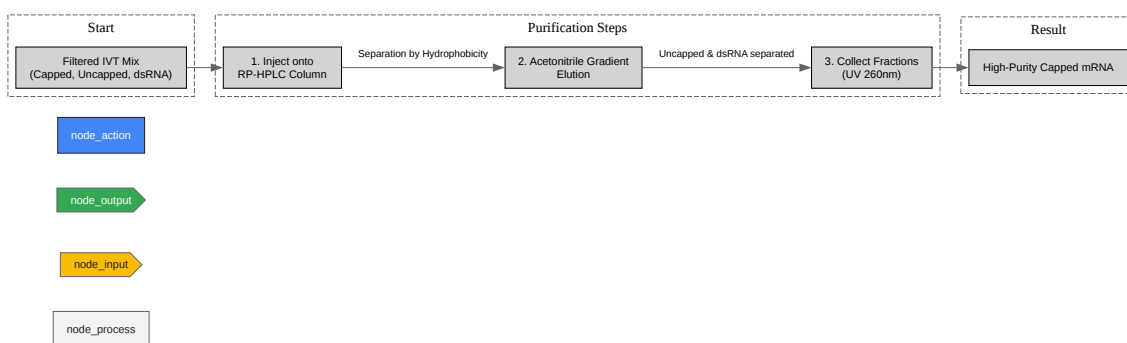 Start
Filtered IVT Mix
(Capped, Uncapped, dsRNA)
Purification Steps
1. Inject onto
RP-HPLC Column
Separation by Hydrophobicity
2. Acetonitrile Gradient
Elution
Uncapped & dsRNA separated
3. Collect Fractions
(UV 260nm)
Result
High-Purity Capped mRNA
node_action
node_output
node_input
node_process